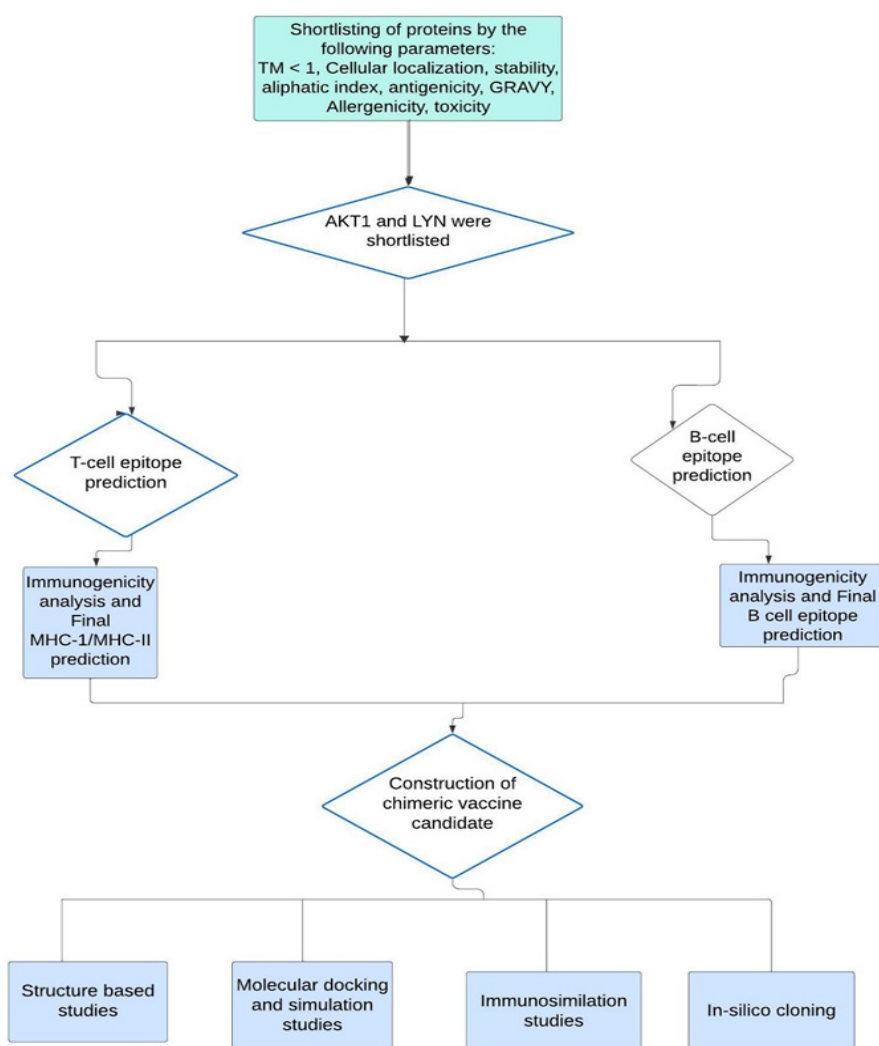 Shortlisting of proteins by the
following parameters:
TM < 1, Cellular localization, stability,
aliphatic index, antigenicity, GRAVY,
Allergenicity, toxicity
AKT1 and LYN were
shortlisted
T-cell epitope
prediction
B-cell
epitope
prediction
Immunogenicity
analysis and
Final
MHC-1/MHC-II
prediction
Immunogenicity
analysis and Final
B cell epitope
prediction
Construction of
chimeric vaccine
candidate
Structure based
studies
Molecular docking
and simulation
studies
Immunosimilation
studies
In-silico cloning